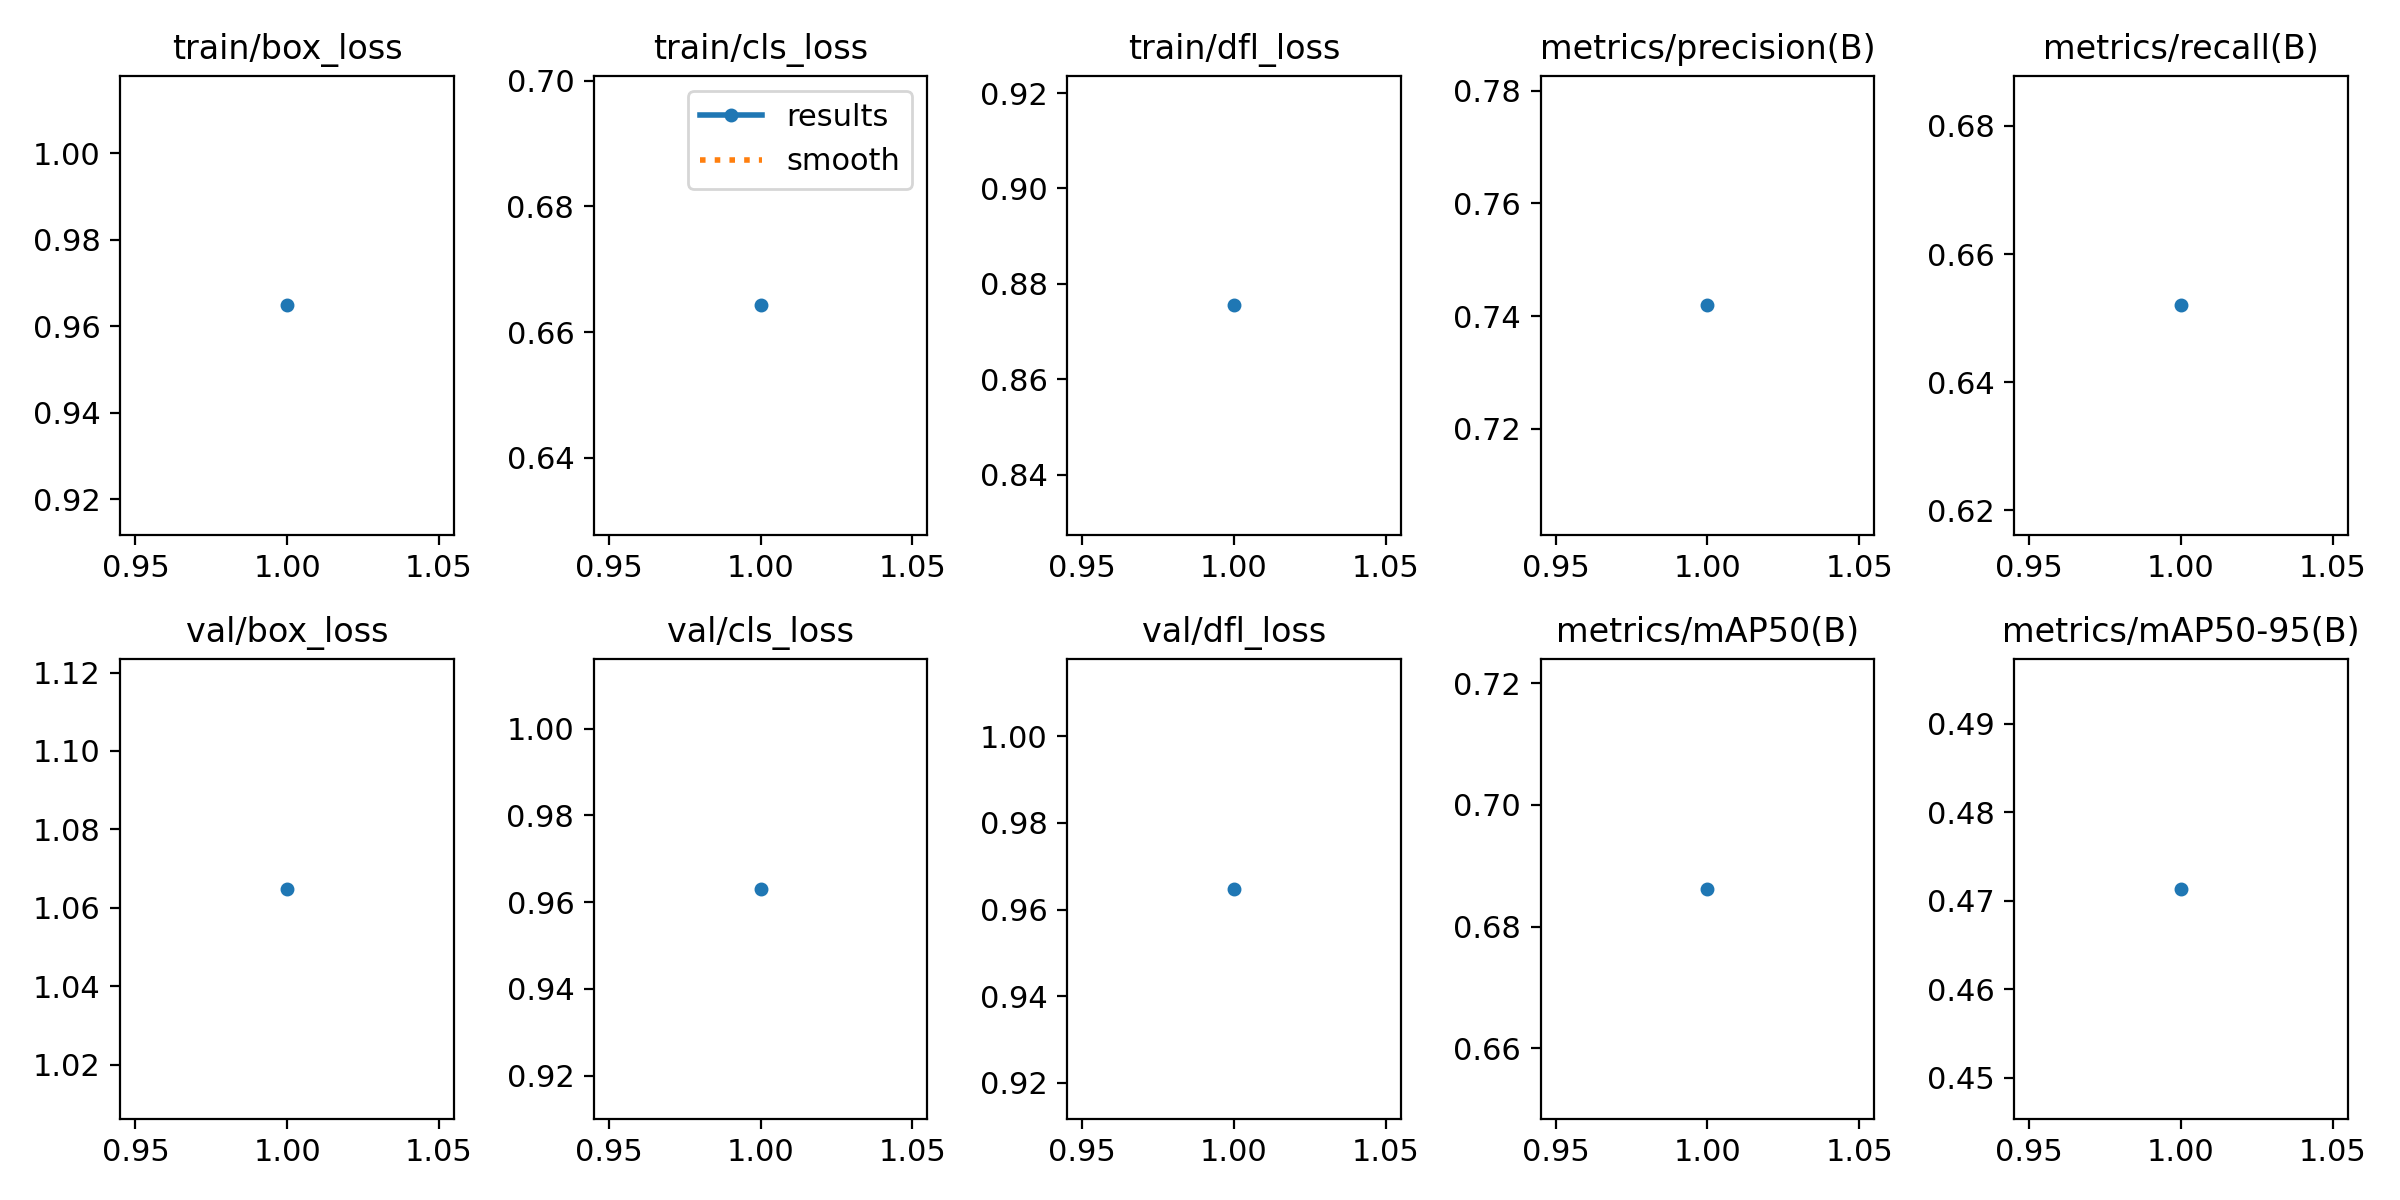 train/box_loss
1.00
0.98
0.96
0.94
0.92
0.95 1.00 1.05
train/cls_loss
0.70
0.68
0.66
0.64
results
smooth
0.95 1.00 1.05
train/dfl_loss
0.92
0.90
0.88
0.86
0.84
0.95 1.00 1.05
metrics/precision(B)
0.78
0.76
0.74
0.72
0.95 1.00 1.05
metrics/recall(B)
0.68
0.66
0.64
0.62
0.95 1.00 1.05
val/box_loss
1.12
1.10
1.08
1.06
1.04
1.02
0.95 1.00 1.05
val/cls_loss
1.00
0.98
0.96
0.94
0.92
0.95 1.00 1.05
val/dfl_loss
1.00
0.98
0.96
0.94
0.92
0.95 1.00 1.05
metrics/mAP50(B)
0.72
0.70
0.68
0.66
0.95 1.00 1.05
metrics/mAP50-95(B)
0.49
0.48
0.47
0.46
0.45
0.95 1.00 1.05